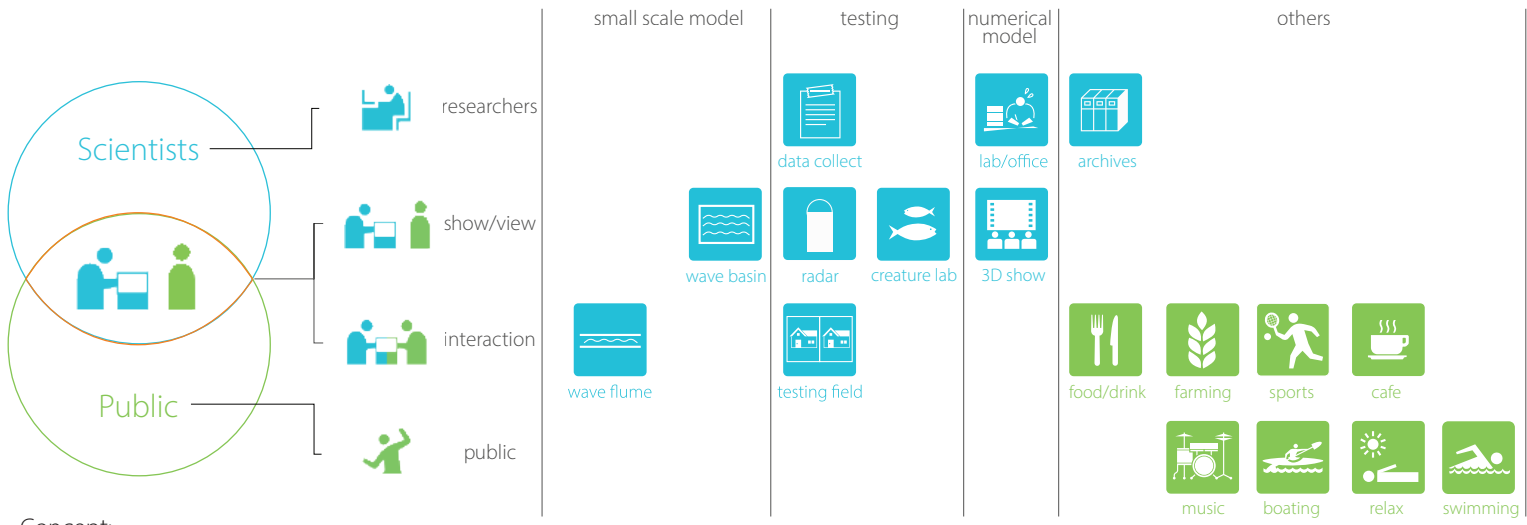 small scale model
testing
numerical
model
others
Scientists
researchers
data collect
lab/office
archives
show/view
wave basin
radar
creature lab
3D show
interaction
wave flume
testing field
food/drink
farming
sports
cafe
Public
public
music
boating
relax
swimming
Concept: